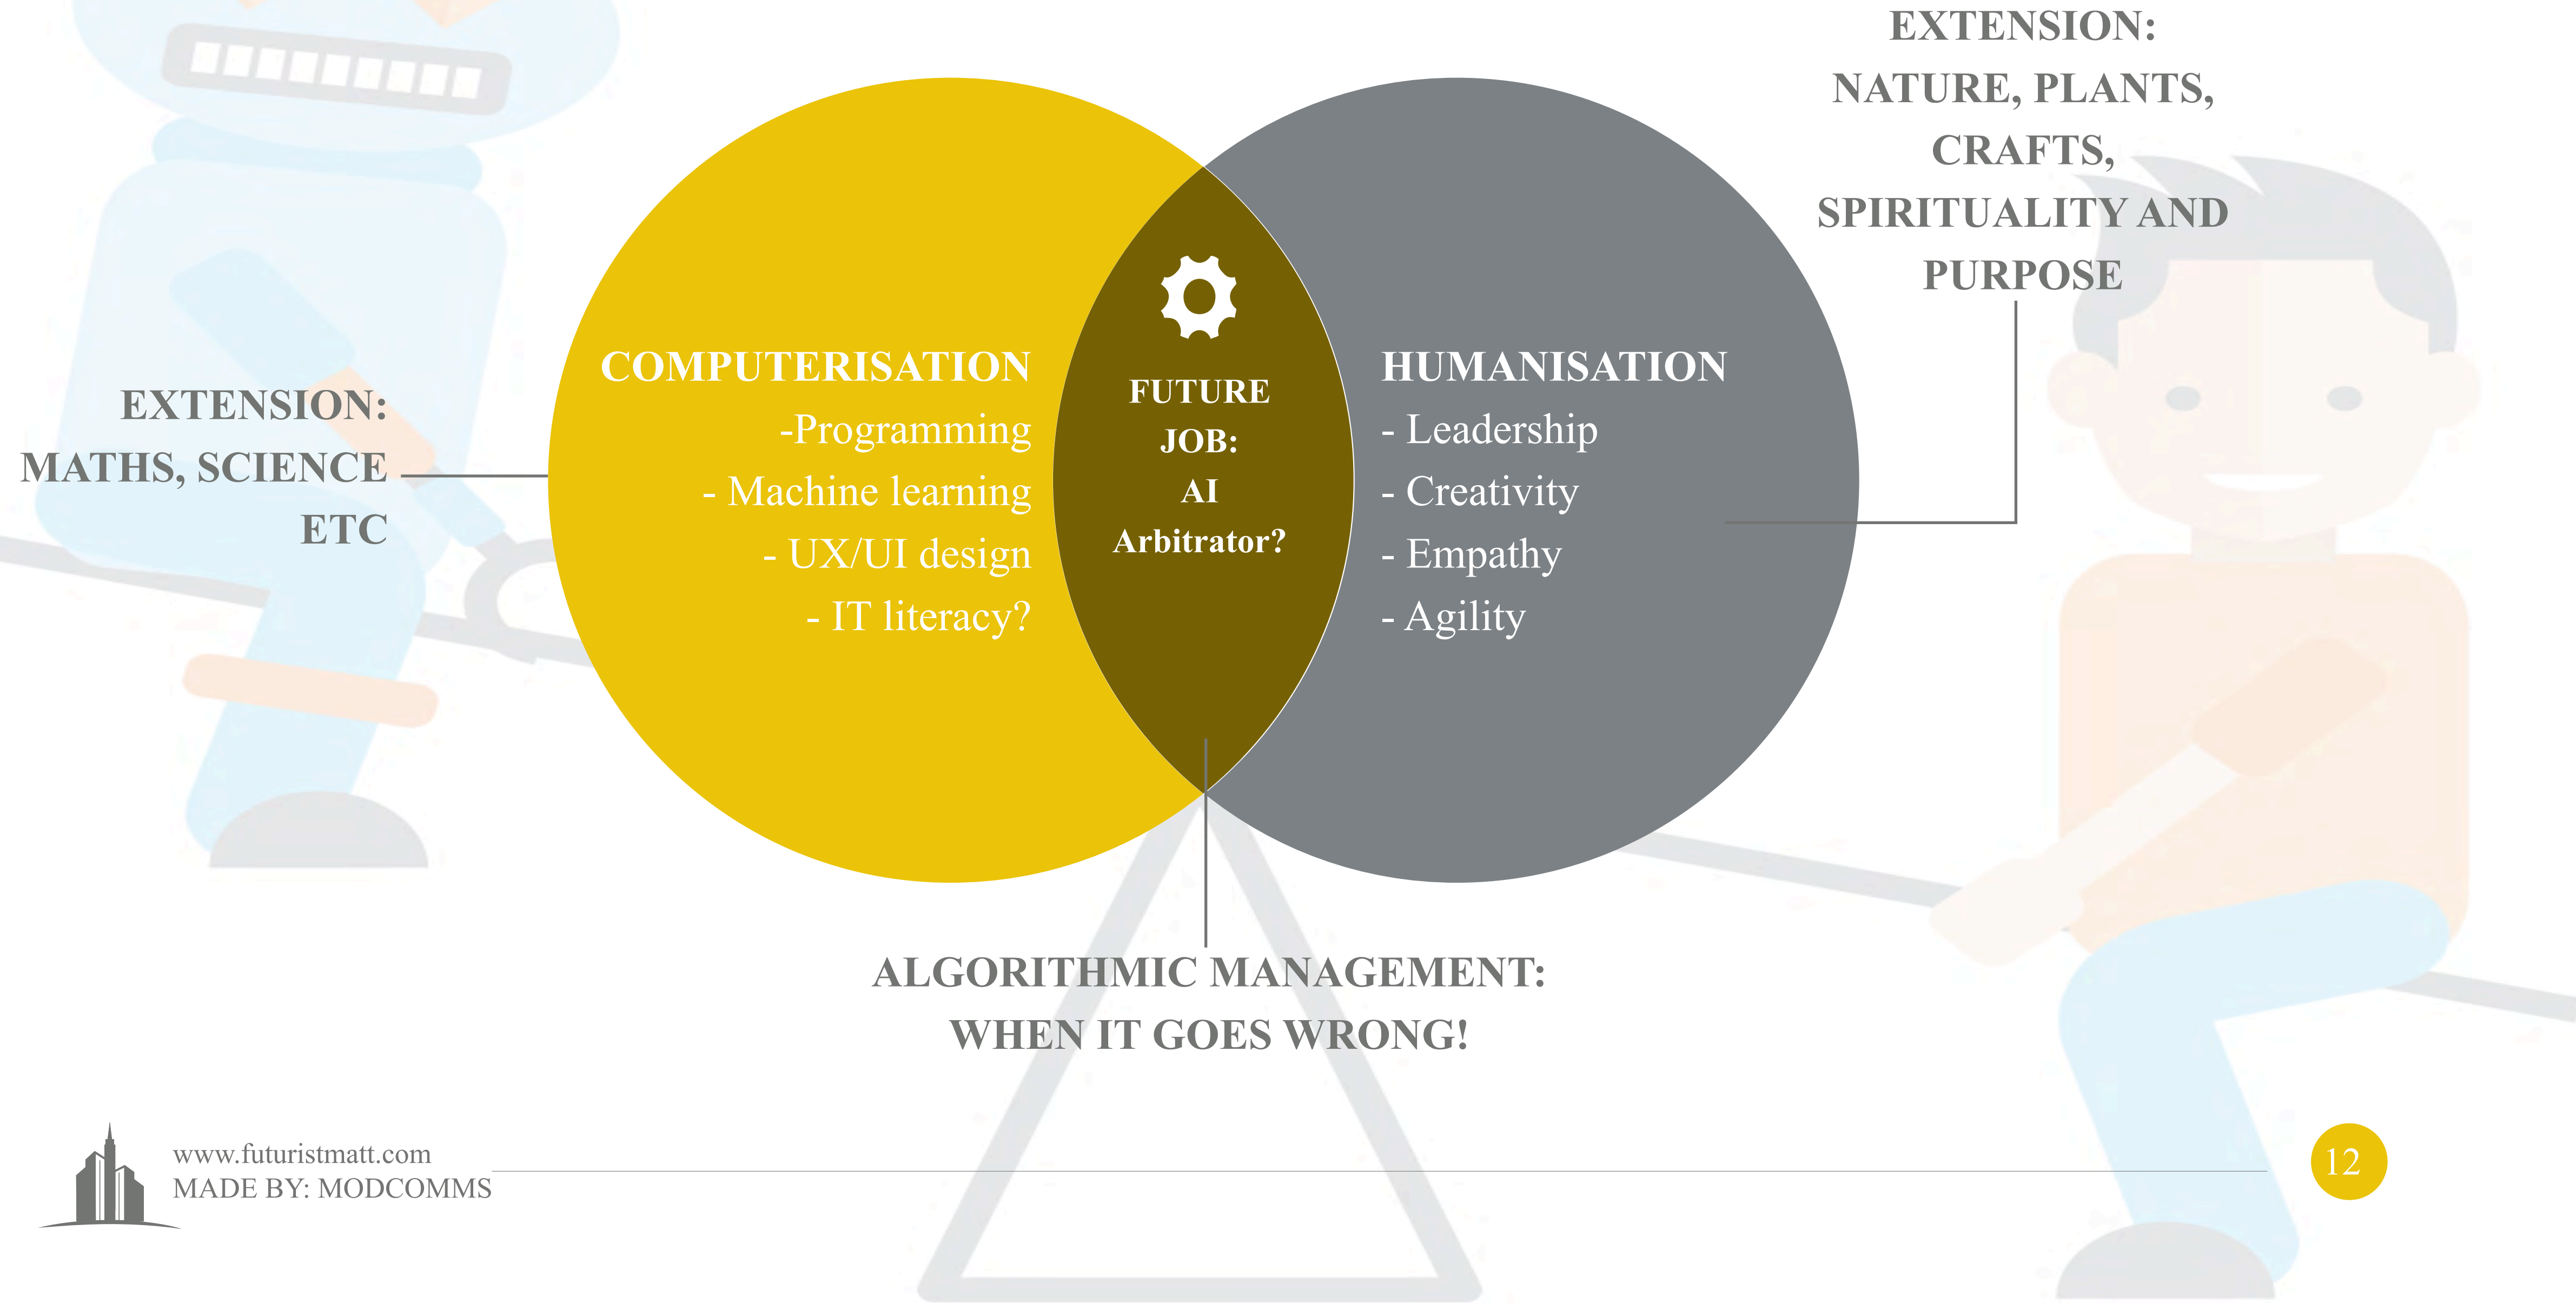 EXTENSION:
NATURE, PLANTS,
CRAFTS,
SPIRITUALITY AND
PURPOSE
EXTENSION:
MATHS, SCIENCE
ETC
COMPUTERISATION
-Programming
- Machine learning
- UX/UI design
- IT literacy?
FUTURE
JOB:
AI
Arbitrator?
HUMANISATION
- Leadership
- Creativity
- Empathy
- Agility
ALGORITHMIC MANAGEMENT:
WHEN IT GOES WRONG!
www.futuristmatt.com
MADE BY: MODCOMMS
12